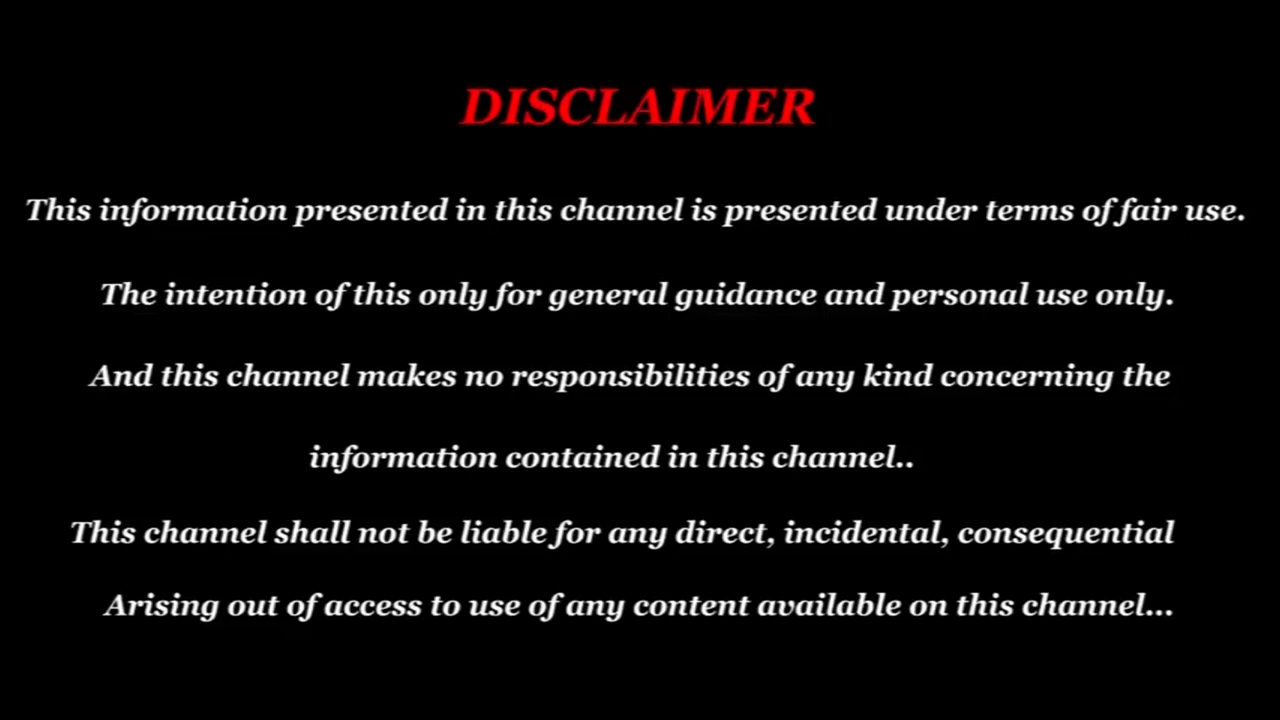 DISCLAIMER
This information presented in this channel is presented under terms of fair use.
The intention of this only for general guidance and personal use only.
And this channel makes no responsibilities of any kind concerning the
information contained in this channel..
This channel shall not be liable for any direct, incidental, consequential
Arising out of access to use of any content available on this channel...